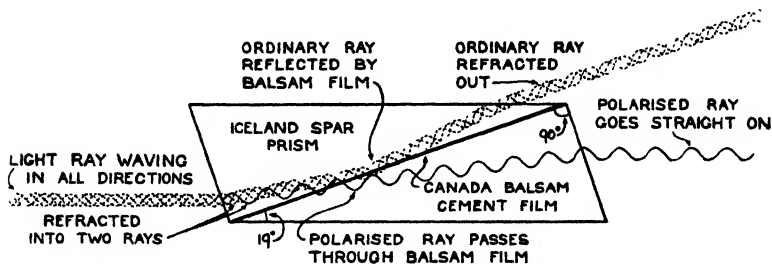 ORDINARY RAY
REFLECTED BY
BALSAM FILM
ORDINARY RAY
REFRACTED
OUT
POLARISED RAY
GOES STRAIGHT ON
90°
ICELAND SPAR
PRISM
LIGHT RAY WAVING
IN ALL DIRECTIONS
CANADA BALSAM
CEMENT FILM
REFRACTED
INTO TWO RAYS
19°
POLARISED RAY PASSES
THROUGH BALSAM FILM